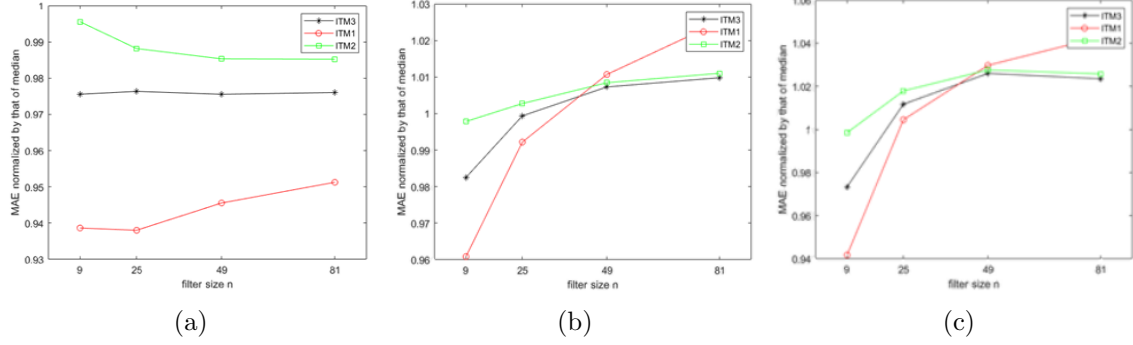 1
0.99
0.98
0.97
0.96
0.95
0.94
0.93
MAE normalized by that of median
9 25 49 81
filter size n
ITM3
ITM1
ITM2
(a)
1.03
1.02
1.01
1
0.99
0.98
0.97
0.96
MAE normalized by that of median
9 25 49 81
filter size n
ITM3
ITM1
ITM2
(b)
1.06
1.04
1.02
1
0.98
0.96
0.94
MAE normalized by that of median
9 25 49 81
filter size n
ITM3
ITM1
ITM2
(c)